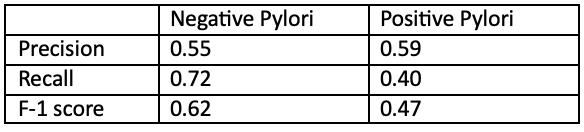 Negative Pylori Positive Pylori
Precision 0.55 0.59
Recall 0.72 0.40
F-1 score 0.62 0.47